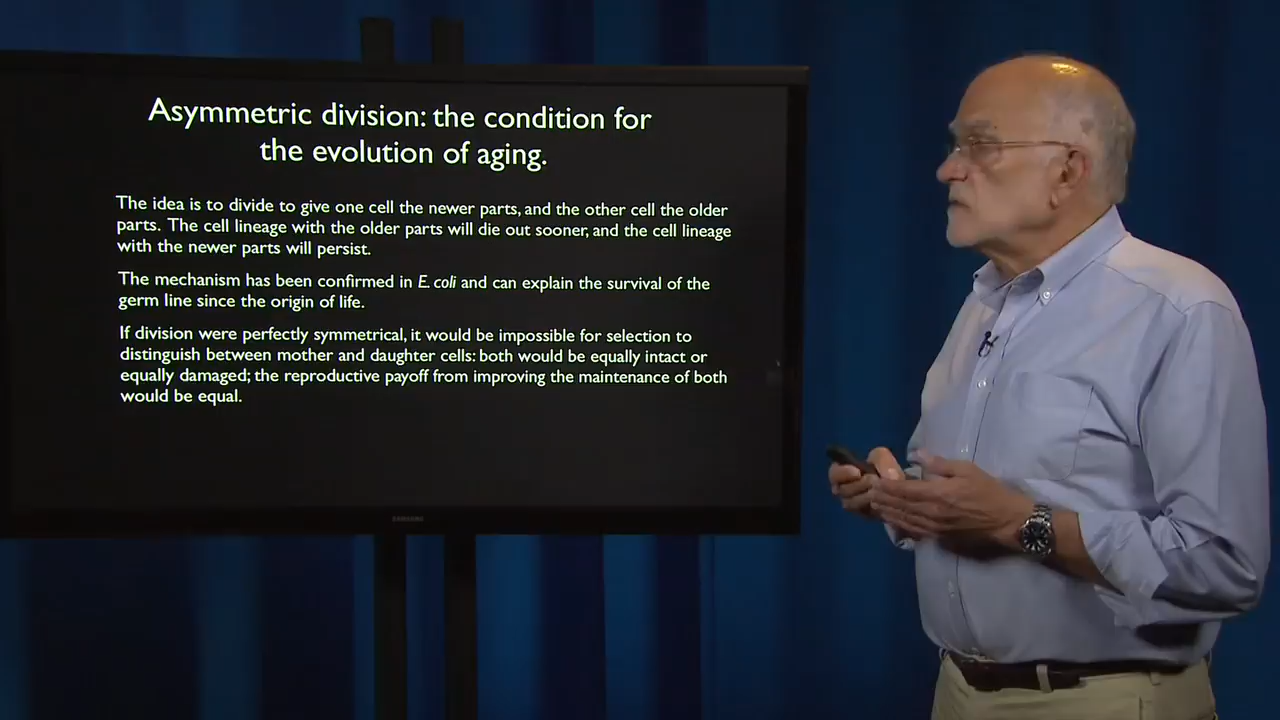 Asymmetric division: the condition for
the evolution of aging.
The idea is to divide to give one cell the newer parts, and the other cell the older
parts. The cell lineage with the older parts will die out sooner, and the cell lineage
with the newer parts will persist.
The mechanism has been confirmed in E. coli and can explain the survival of the
germ line since the origin of life.
If division were perfectly symmetrical, it would be impossible for selection to
distinguish between mother and daughter cells: both would be equally intact or
equally damaged; the reproductive payoff from improving the maintenance of both
would be equal.
SAMSUNG